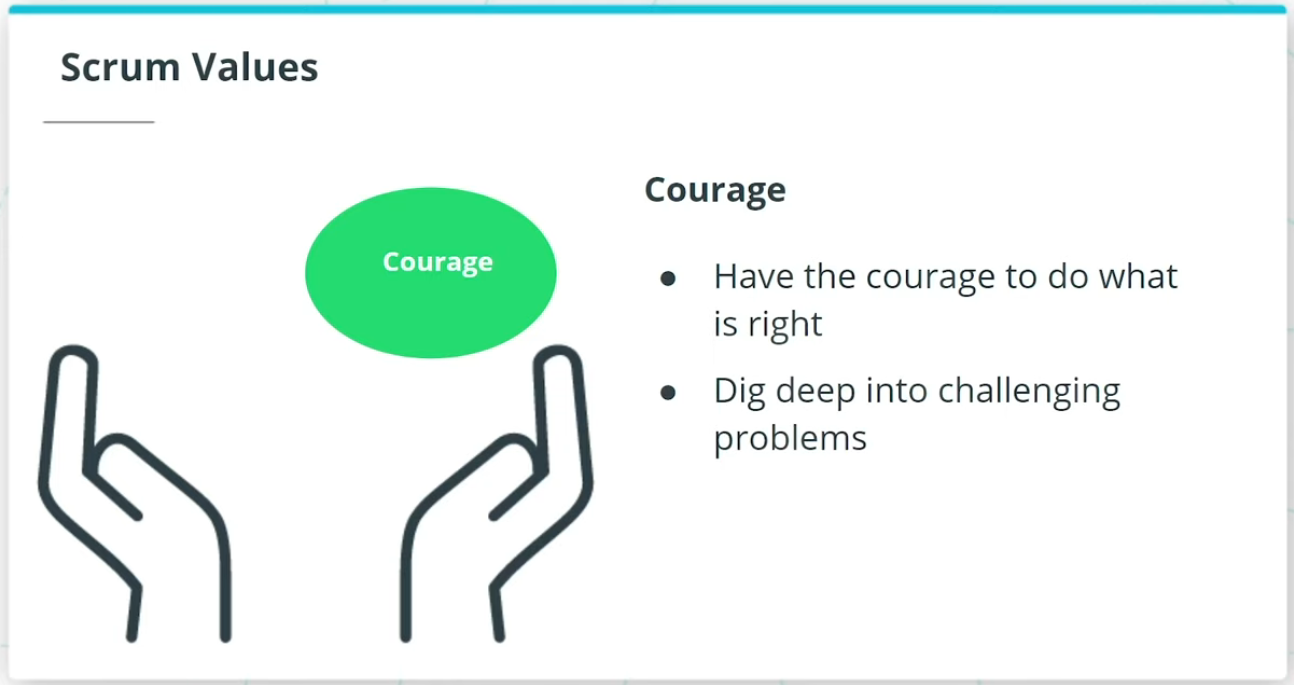 Scrum Values
Courage
Courage
● Have the courage to do what
is right
● Dig deep into challenging
problems